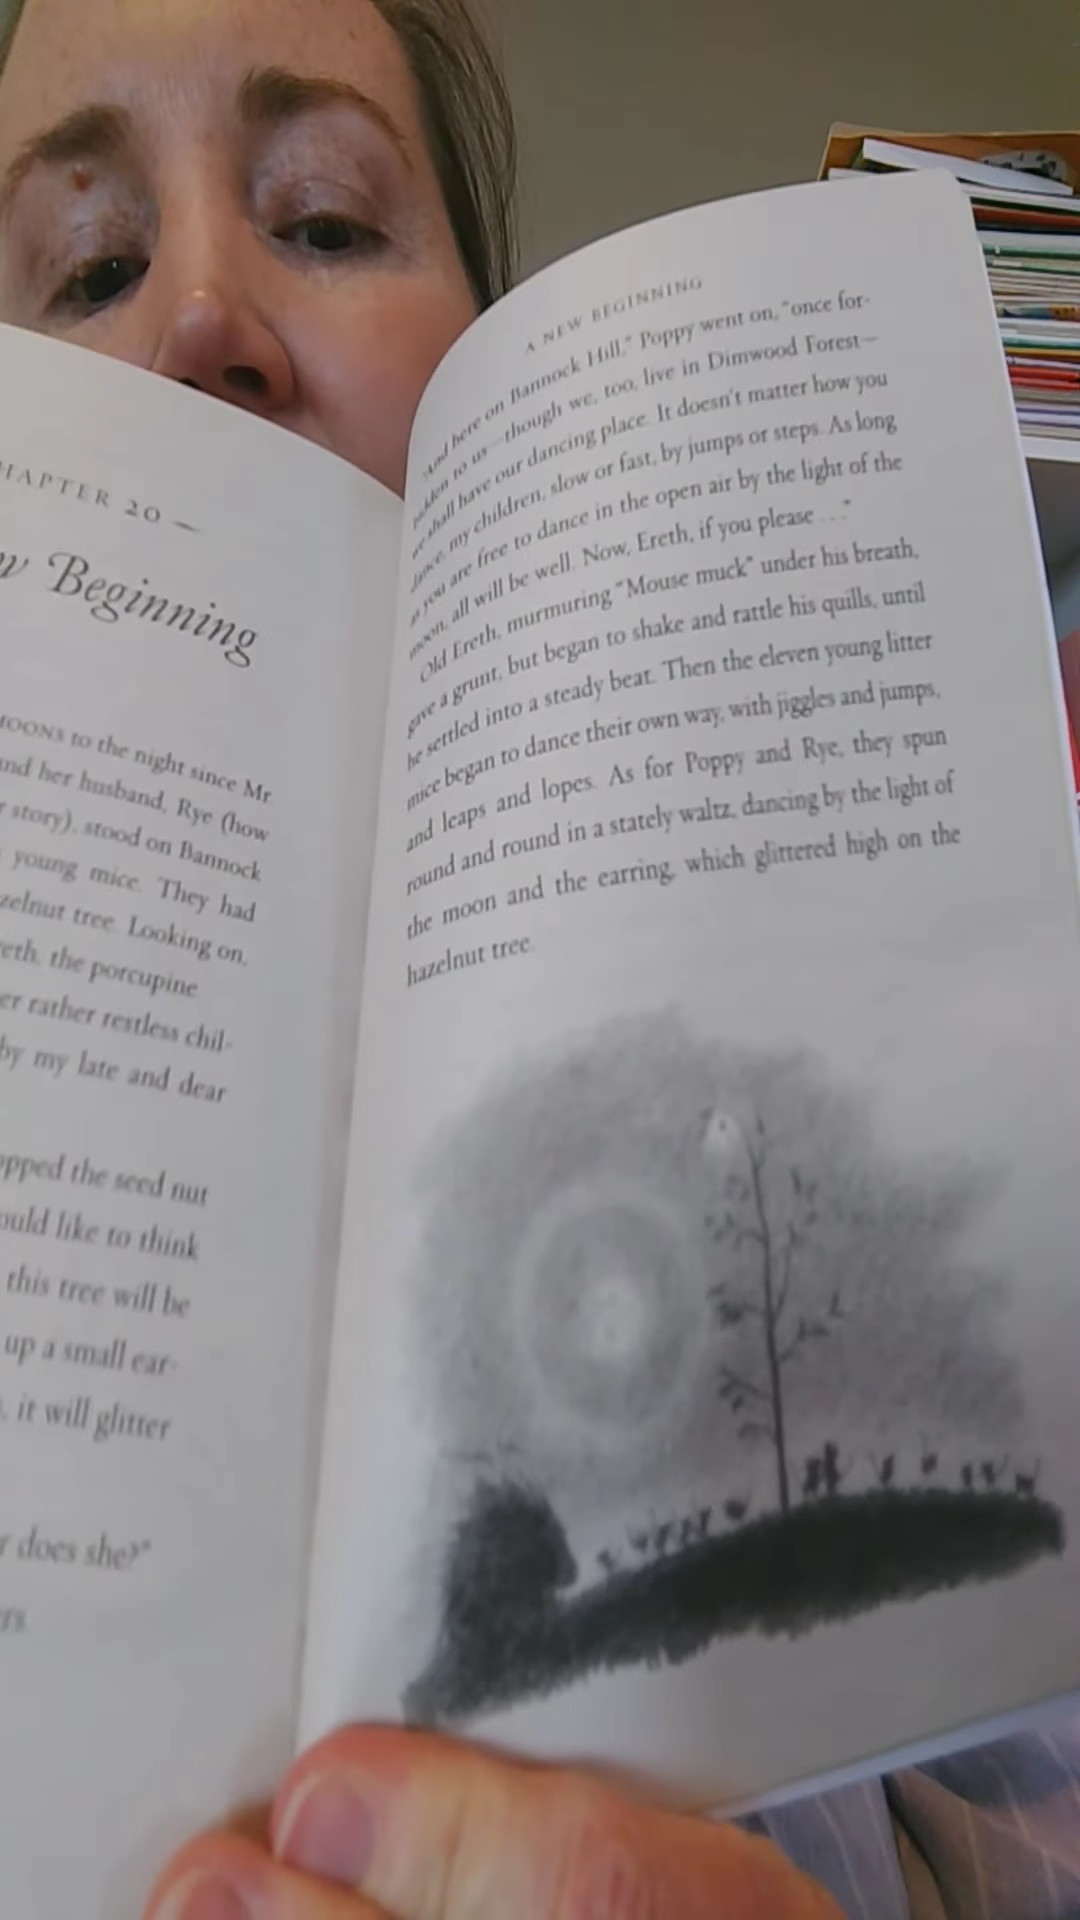 HAPTER 20 —
w Beginning
MOONS to the night since Mr.
and her husband, Rye (how
r story), stood on Bannock
young mice. They had
zelnut tree. Looking on,
eth, the porcupine
er rather restless chil-
by my late and dear
opped the seed nut
ould like to think
this tree will be
up a small ear-
, it will glitter
r does she?"
rs.
A NEW BEGINNING
"And here on Bannock Hill," Poppy went on, "once for-
bidden to us—though we, too, live in Dimwood Forest—
we shall have our dancing place. It doesn't matter how you
dance, my children, slow or fast, by jumps or steps. As long
as you are free to dance in the open air by the light of the
moon, all will be well. Now, Ereth, if you please . . ."
Old Ereth, murmuring "Mouse muck" under his breath,
gave a grunt, but began to shake and rattle his quills, until
he settled into a steady beat. Then the eleven young litter
mice began to dance their own way, with jiggles and jumps,
and leaps and lopes. As for Poppy and Rye, they spun
round and round in a stately waltz, dancing by the light of
the moon and the earring, which glittered high on the
hazelnut tree.